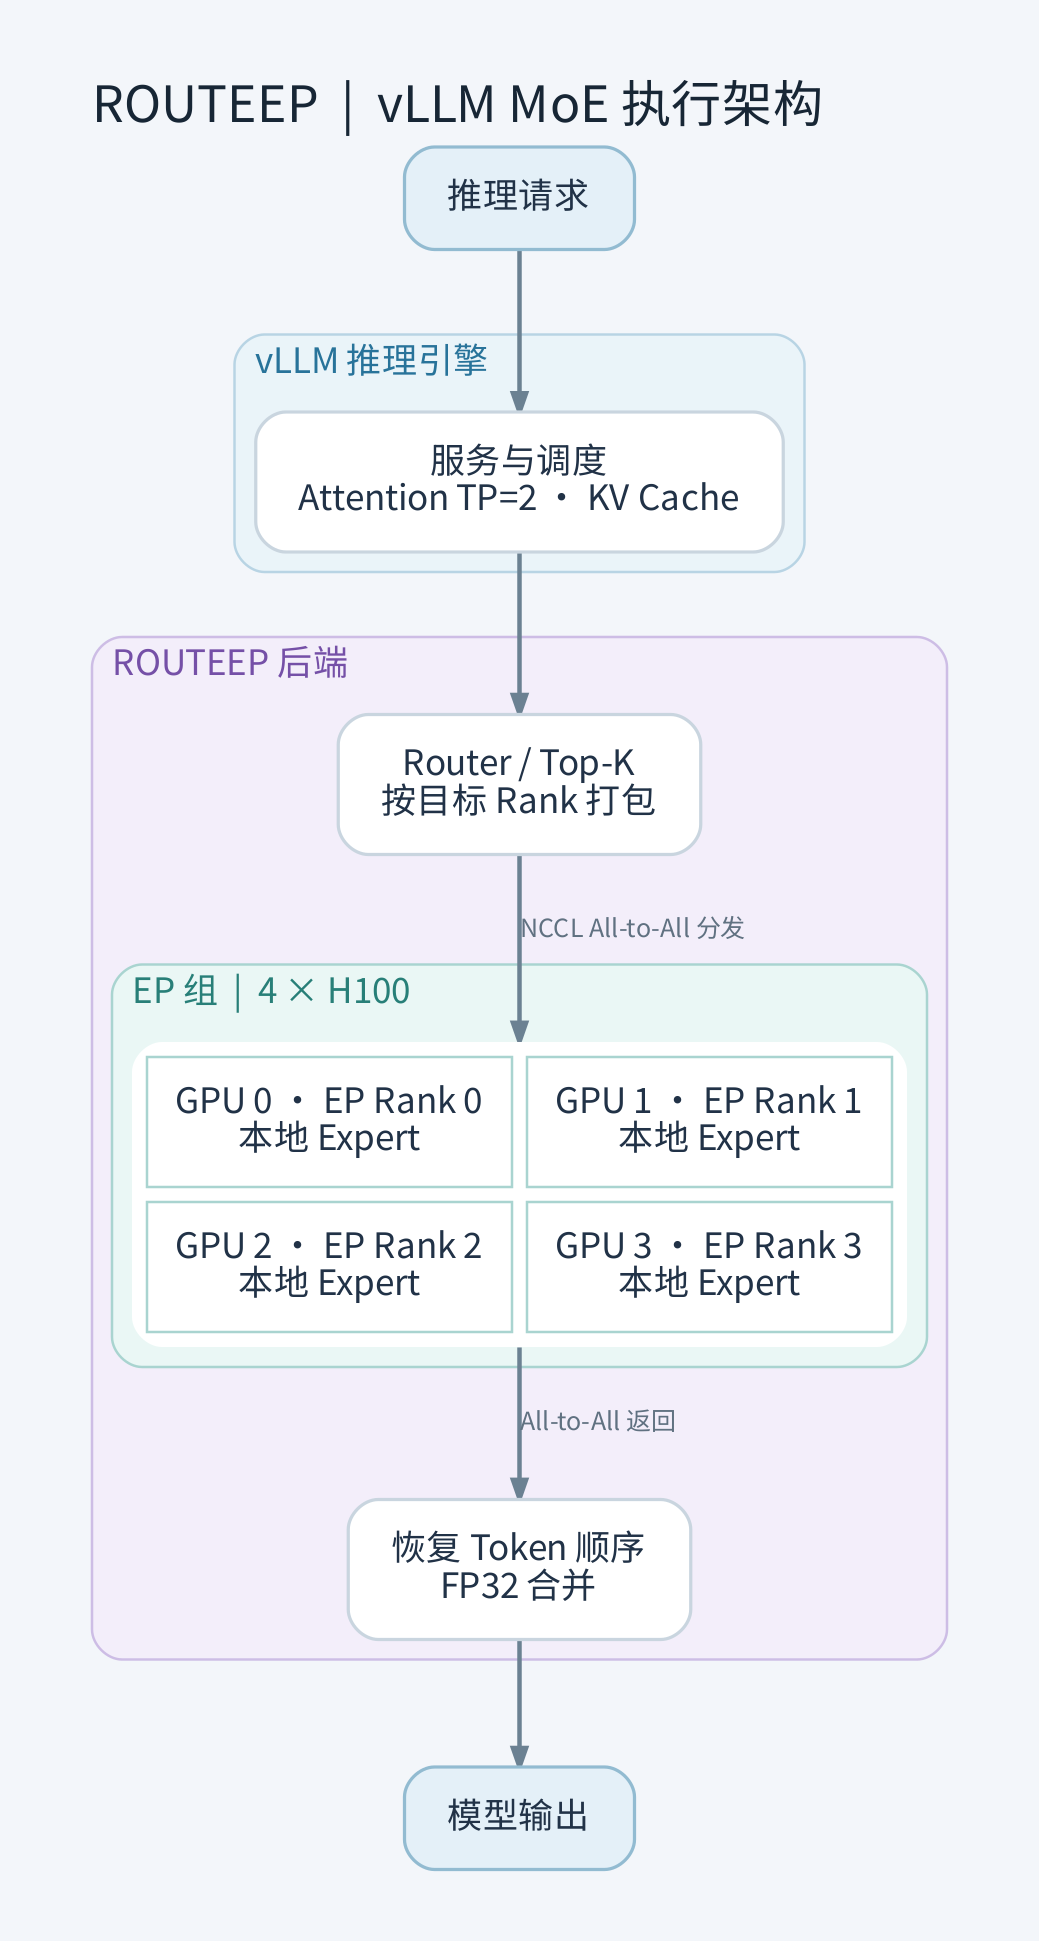 ROUTEEP | vLLM MoE 执行架构
推理请求
vLLM 推理引擎
服务与调度
Attention TP=2 • KV Cache
ROUTEEP 后端
Router / Top-K
按目标 Rank 打包
NCCL All-to-All 分发
EP 组 | 4 × H100
GPU 0 • EP Rank 0
本地 Expert
GPU 1 • EP Rank 1
本地 Expert
GPU 2 • EP Rank 2
本地 Expert
GPU 3 • EP Rank 3
本地 Expert
All-to-All 返回
恢复 Token 顺序
FP32 合并
模型输出